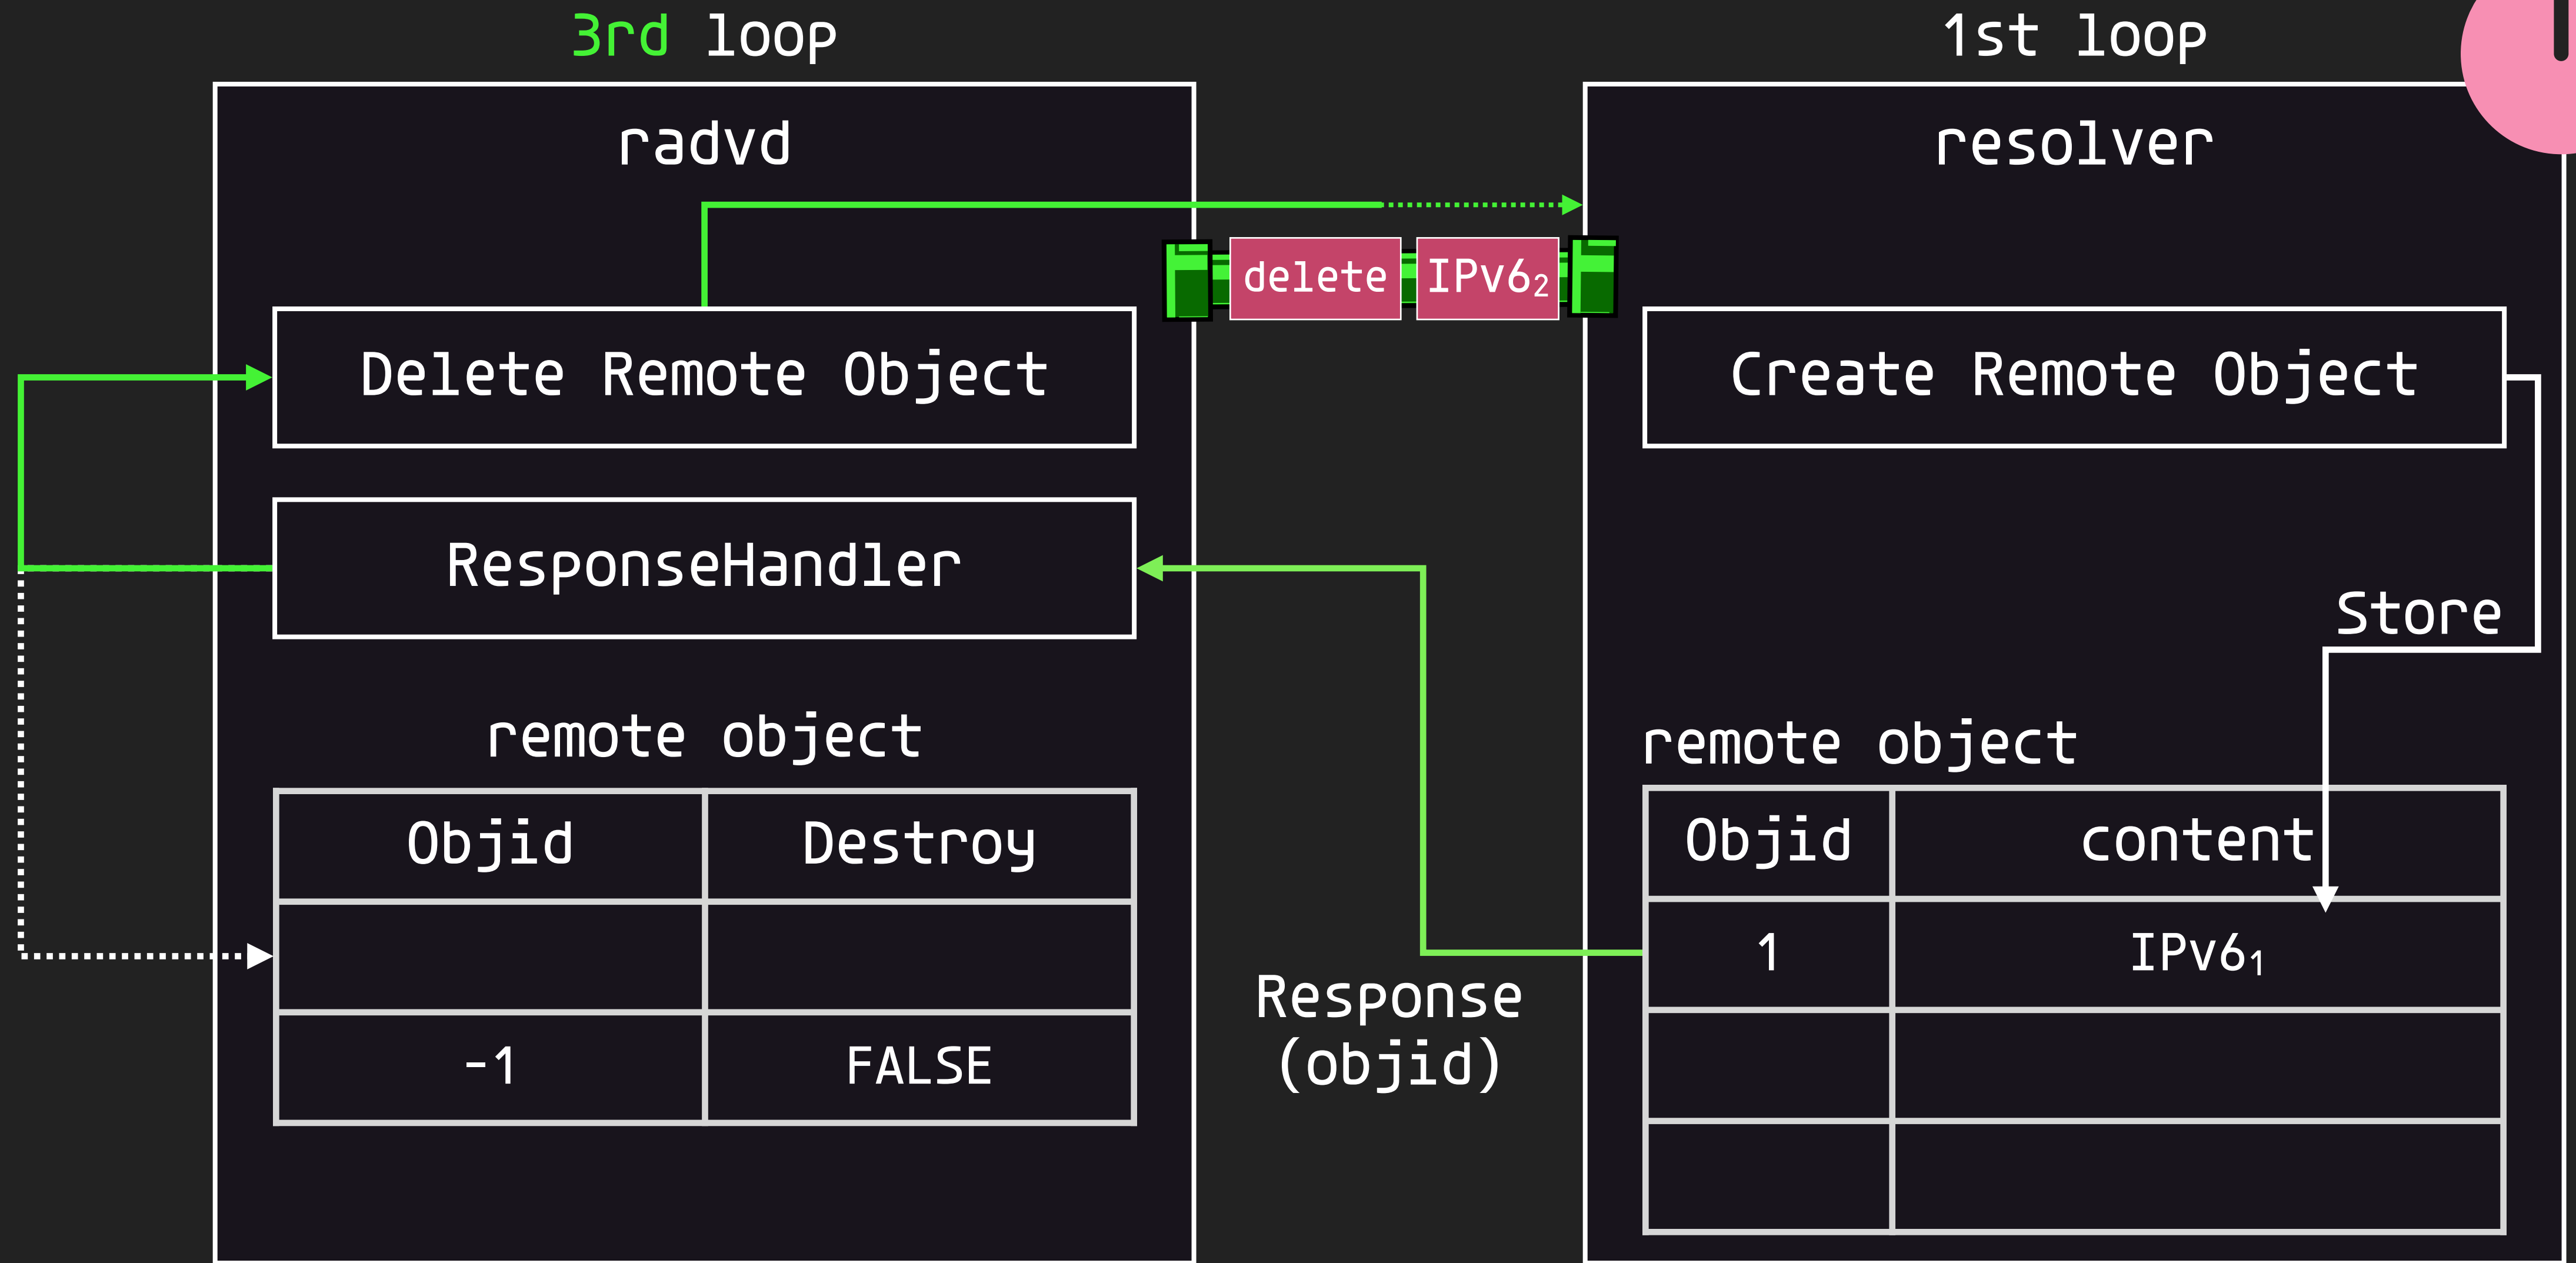 3rd loop
1st loop
radvd
resolver
delete
IPv6₂
Delete Remote Object
Create Remote Object
ResponseHandler
Store
remote object
remote object
Objid
Destroy
Objid
content
1
IPv6₁
Response
(objid)
-1
FALSE